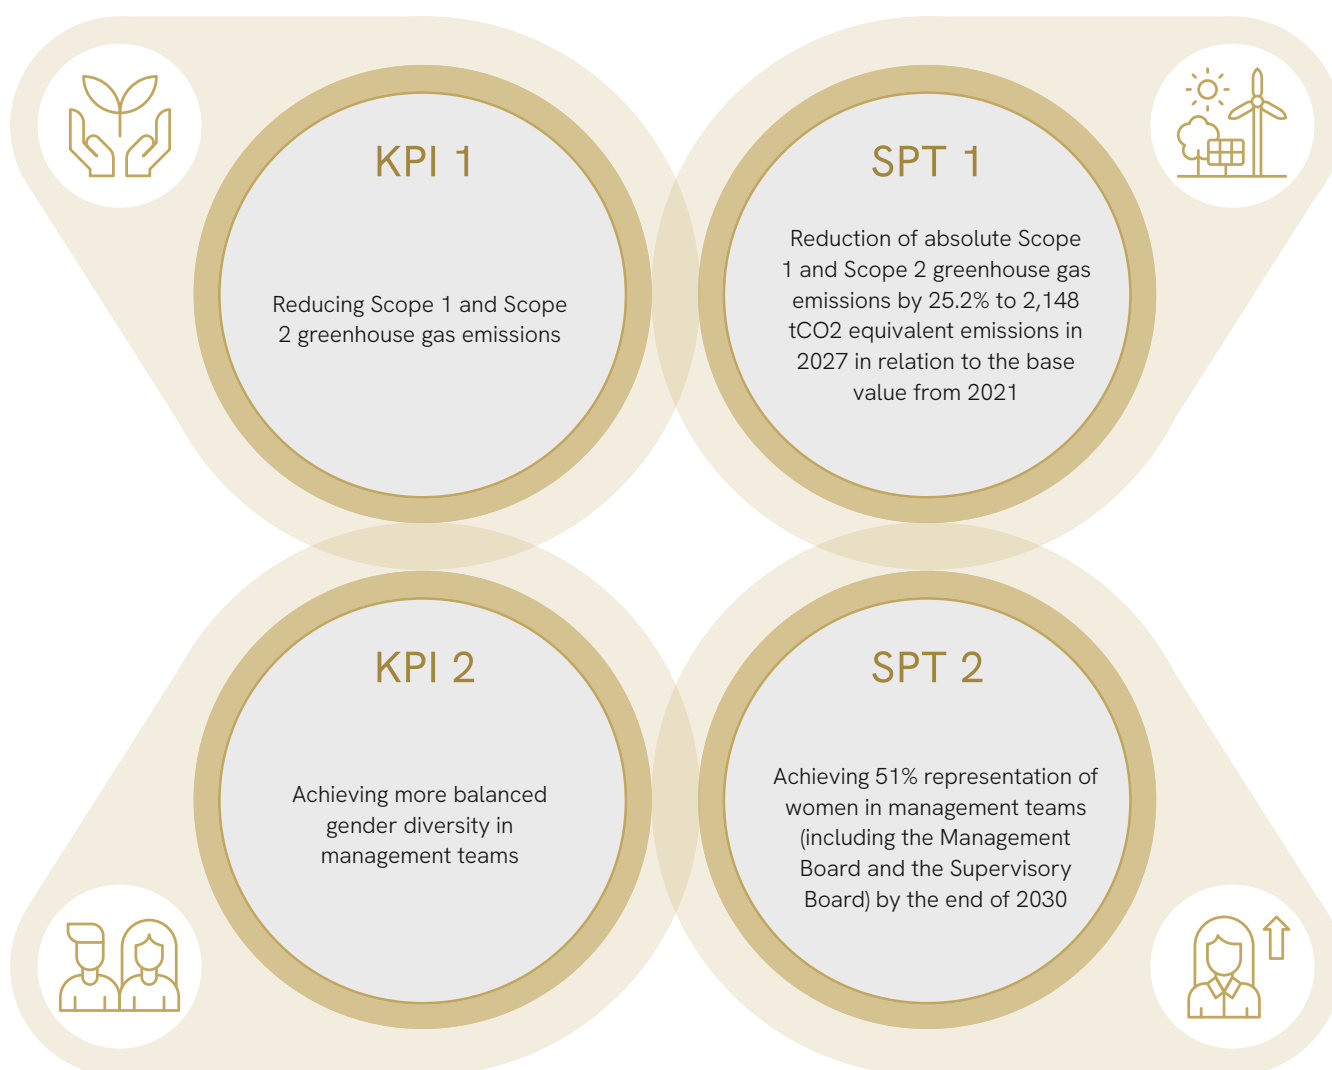 KPI 1
Reducing Scope 1 and Scope
2 greenhouse gas emissions
SPT 1
Reduction of absolute Scope
1 and Scope 2 greenhouse gas
emissions by 25.2% to 2,148
tCO2 equivalent emissions in
2027 in relation to the base
value from 2021
KPI 2
Achieving more balanced
gender diversity in
management teams
SPT 2
Achieving 51% representation of
women in management teams
(including the Management
Board and the Supervisory
Board) by the end of 2030